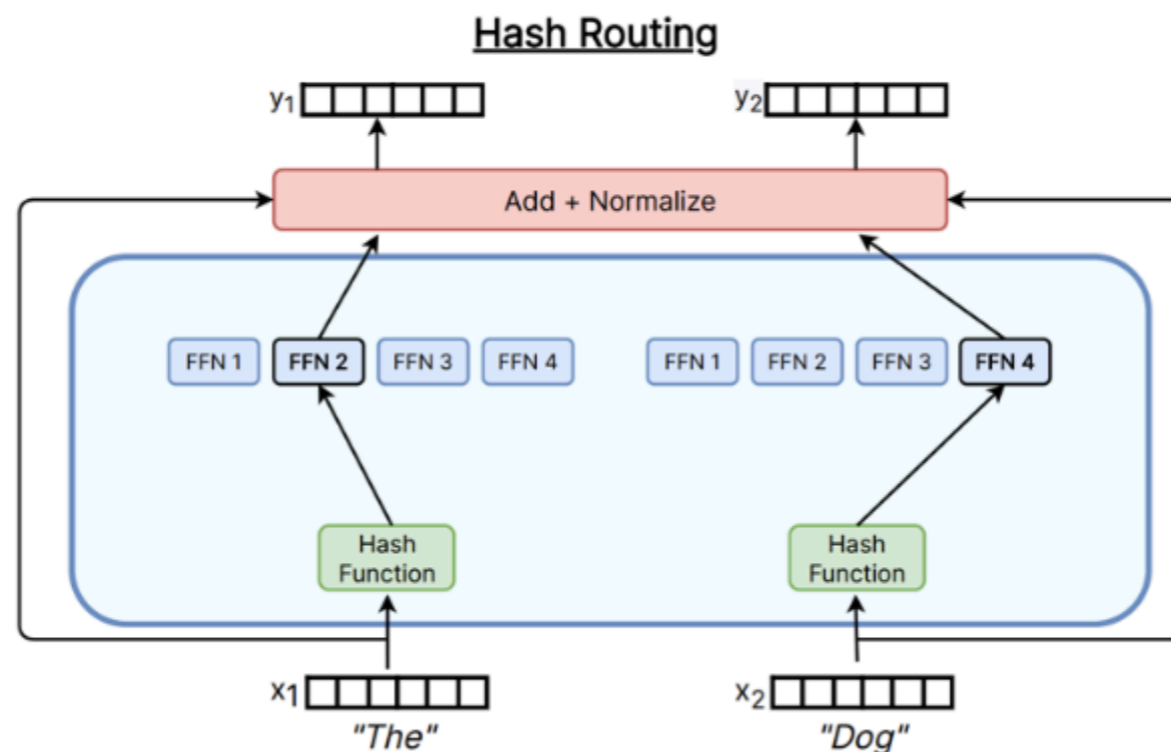 Hash Routing
y1
y2
Add + Normalize
FFN 1
FFN 2
FFN 3
FFN 4
FFN 1
FFN 2
FFN 3
FFN 4
Hash
Function
Hash
Function
x1
x2
"The"
"Dog"